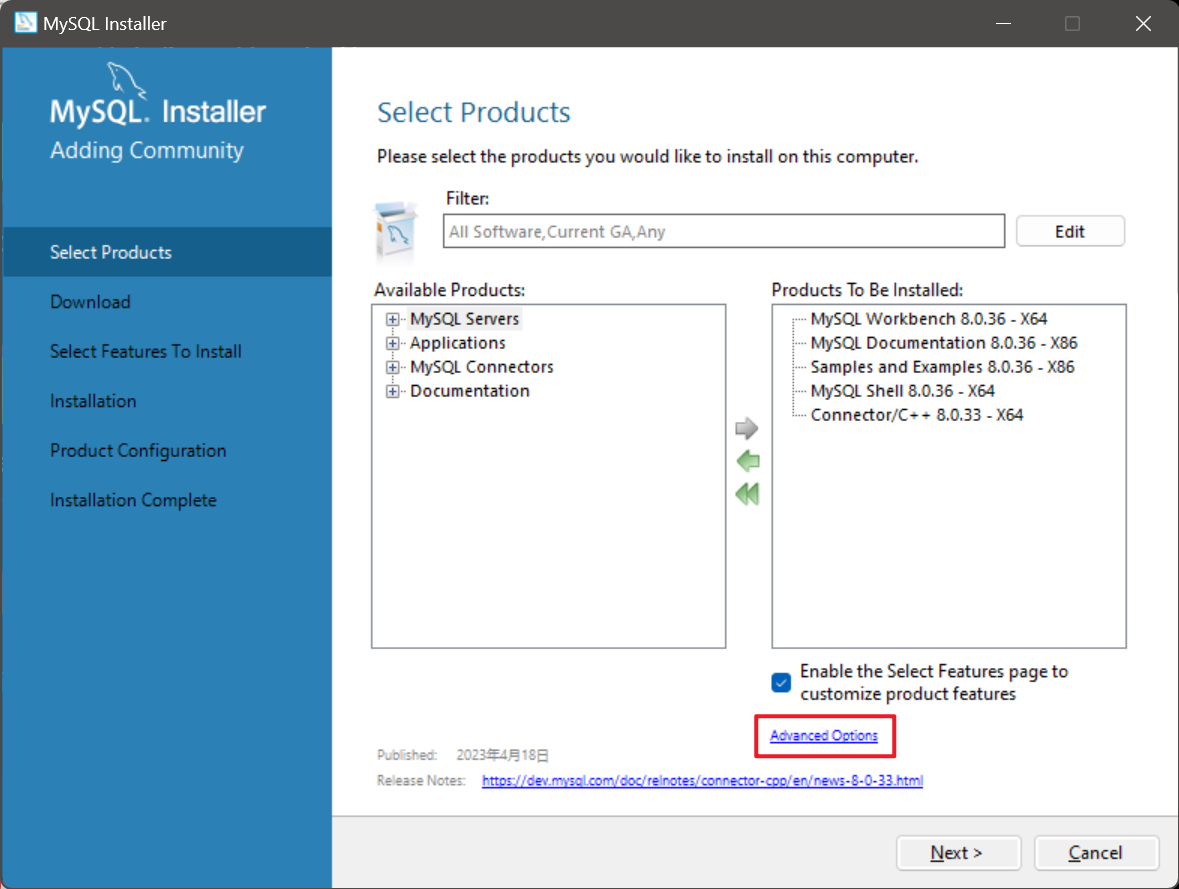 MySQL Installer
MySQL. Installer
Adding Community
Select Products
Download
Select Features To Install
Installation
Product Configuration
Installation Complete
Select Products
Please select the products you would like to install on this computer.
Filter:
All Software,Current GA,Any
Edit
Available Products:
MySQL Servers
Applications
MySQL Connectors
Documentation
Products To Be Installed:
MySQL Workbench 8.0.36 - X64
MySQL Documentation 8.0.36 - X86
Samples and Examples 8.0.36 - X86
MySQL Shell 8.0.36 - X64
Connector/C++ 8.0.33 - X64
Enable the Select Features page to
customize product features
Advanced Options
Published: 2023年4月18日
Release Notes: https://dev.mysql.com/doc/relnotes/connector-cpp/en/news-8-0-33.html
Next >
Cancel